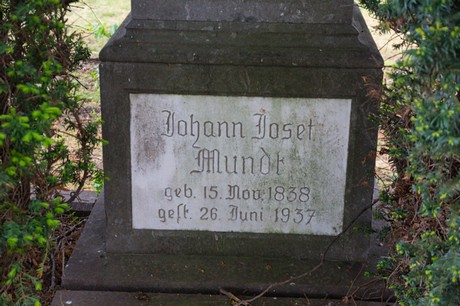 Johann Josef
Mundt
geb. 15. Nov. 1838
gest. 26. Juni 1937